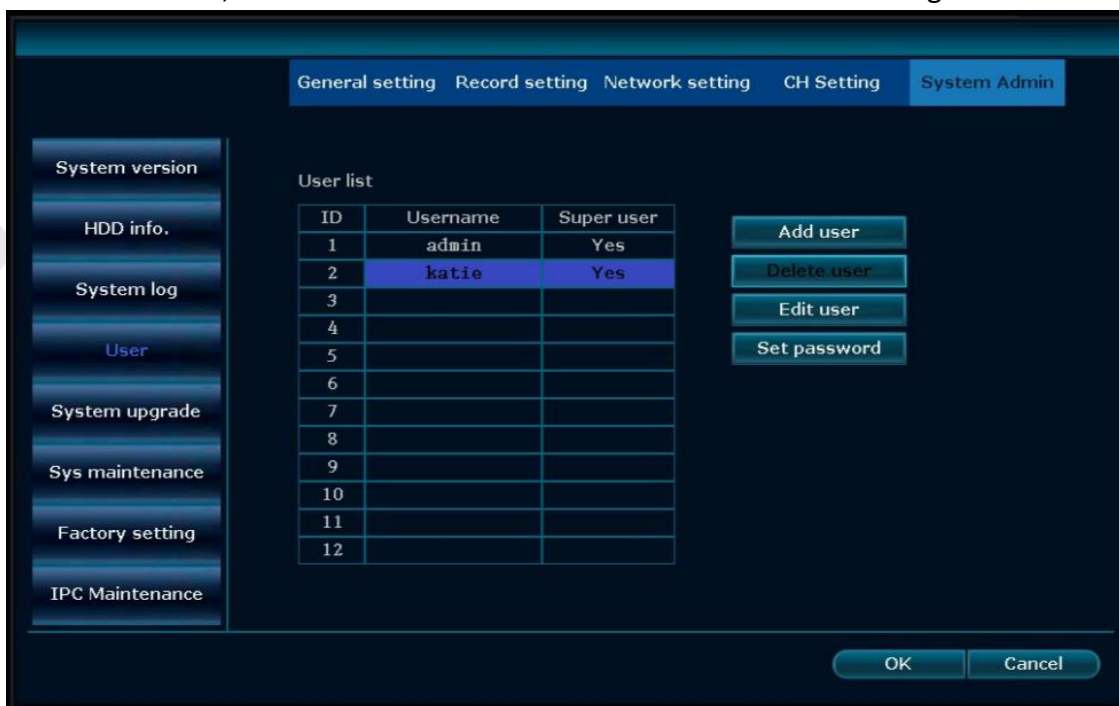 General setting Record setting Network setting CH Setting System Admin
System version
HDD info.
System log
User
System upgrade
Sys maintenance
Factory setting
IPC Maintenance
User list
ID Username Super user
1 admin Yes
2 katie Yes
3
4
5
6
7
8
9
10
11
12
Add user
Delete user
Edit user
Set password
OK Cancel